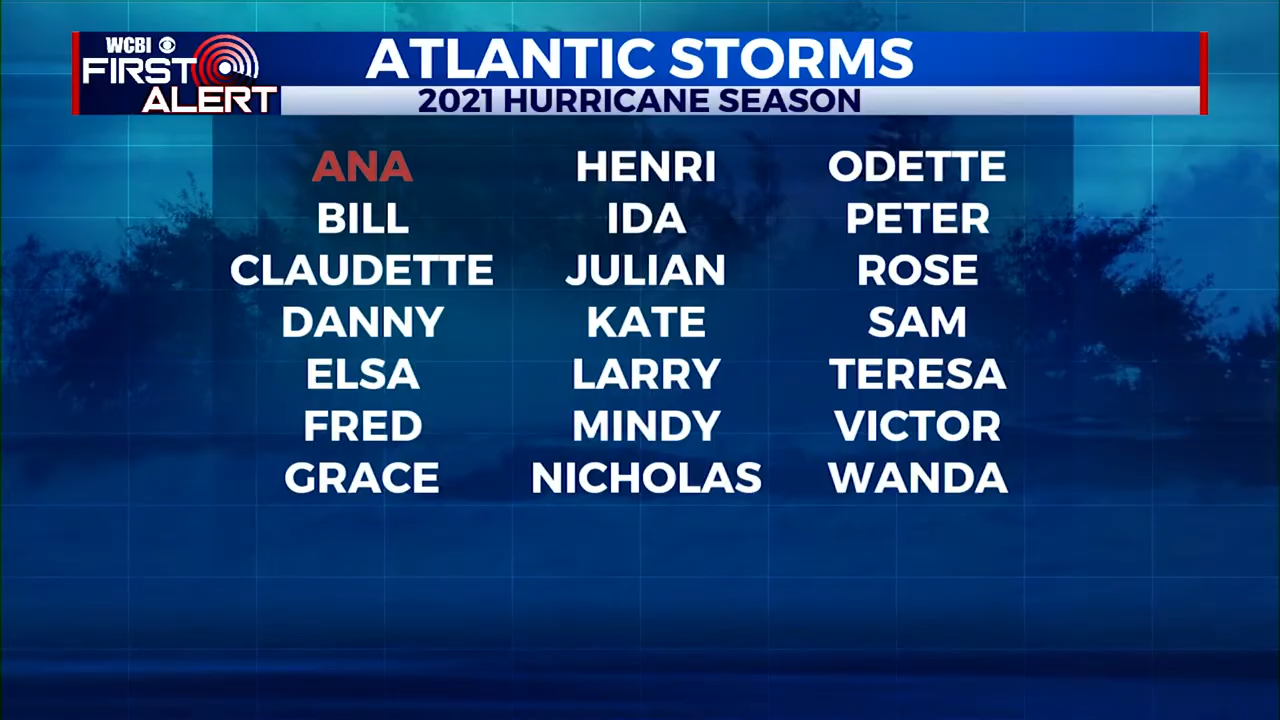 WCBI
FIRST
ALERT
ATLANTIC STORMS
2021 HURRICANE SEASON
ANA
BILL
CLAUDETTE
DANNY
ELSA
FRED
GRACE
HENRI
IDA
JULIAN
KATE
LARRY
MINDY
NICHOLAS
ODETTE
PETER
ROSE
SAM
TERESA
VICTOR
WANDA